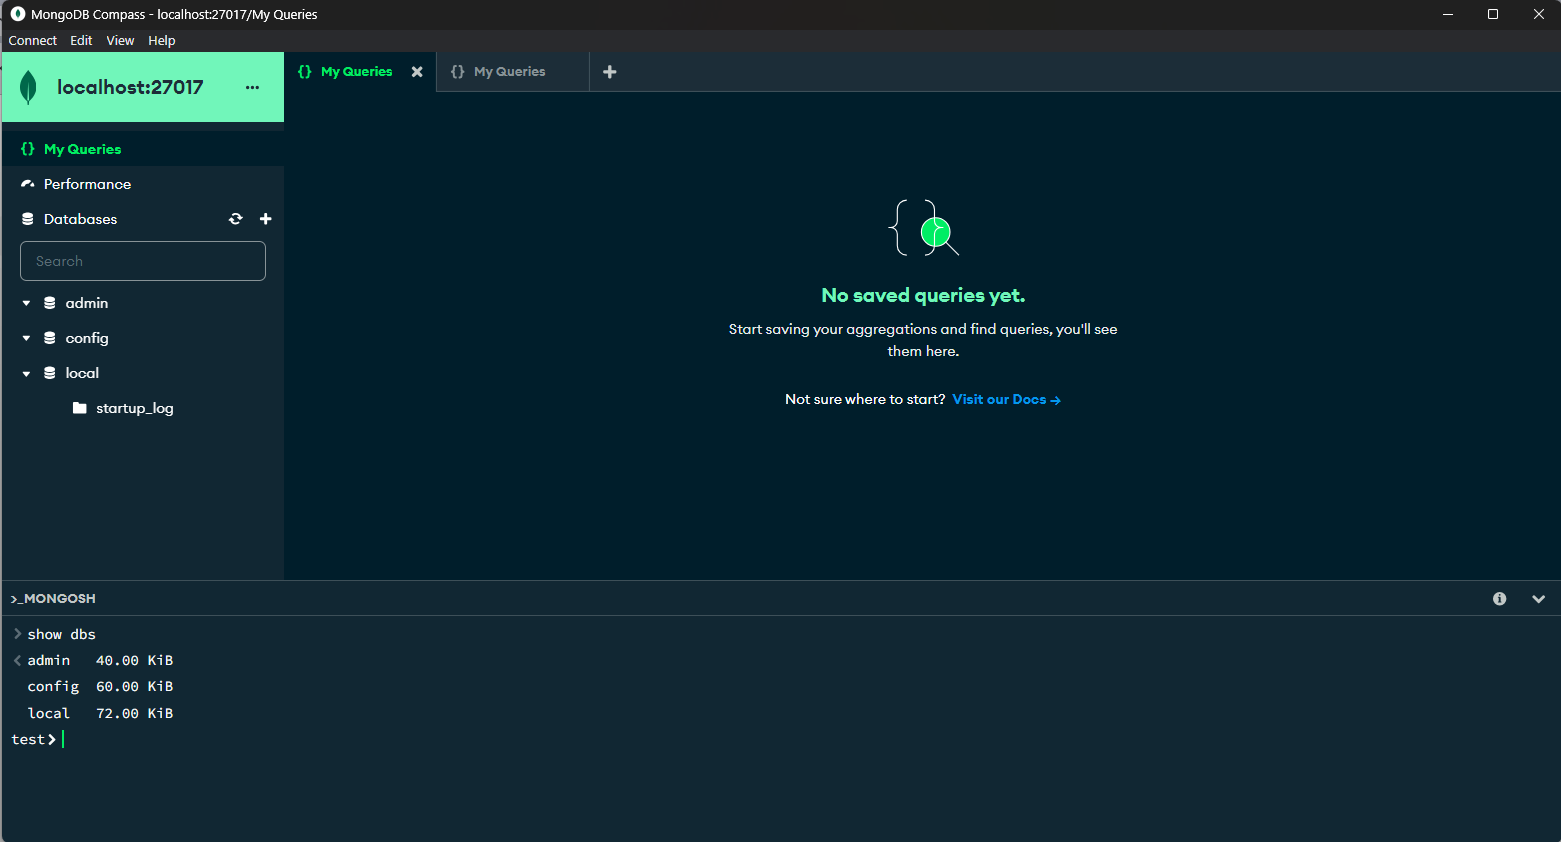 MongoDB Compass - localhost:27017/My Queries
Connect Edit View Help
localhost:27017 ...
{} My Queries
{} My Queries
{} My Queries
Performance
Databases
Search
admin
config
local
startup_log
No saved queries yet.
Start saving your aggregations and find queries, you'll see
them here.
Not sure where to start? Visit our Docs →
>_MONGOSH
> show dbs
< admin 40.00 KiB
config 60.00 KiB
local 72.00 KiB
test>